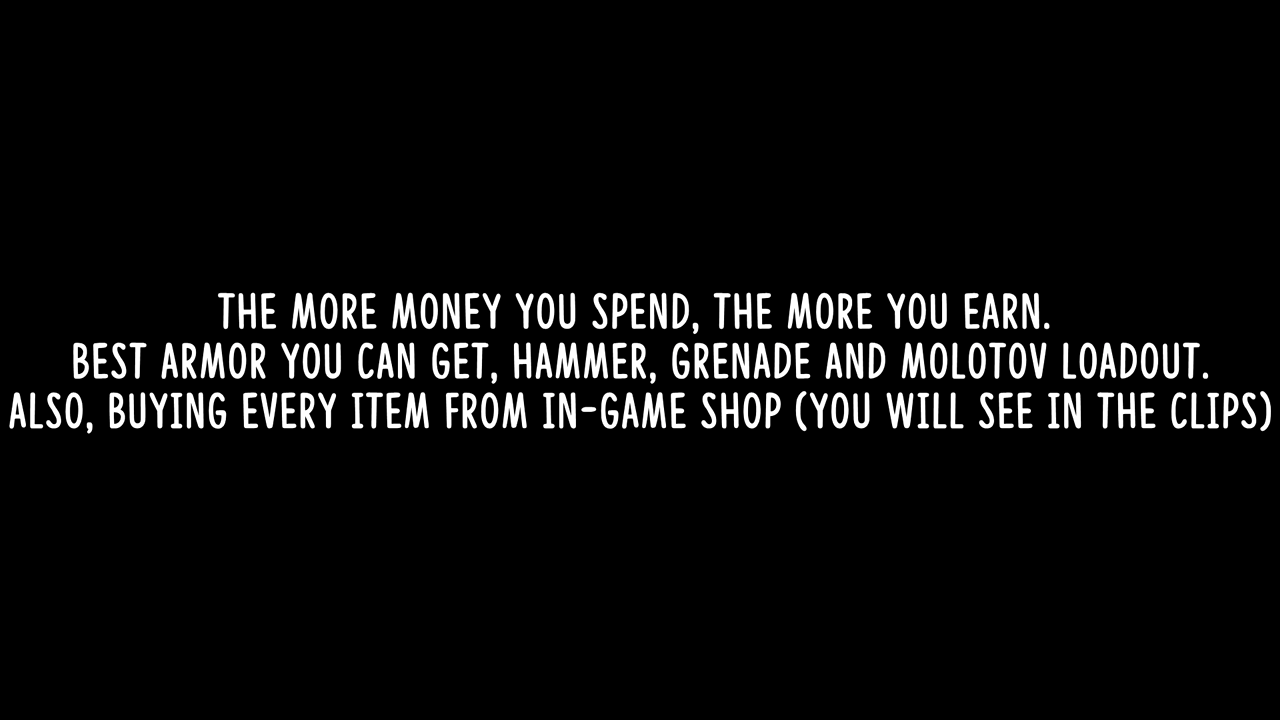 THE MORE MONEY YOU SPEND, THE MORE YOU EARN.
BEST ARMOR YOU CAN GET, HAMMER, GRENADE AND MOLOTOV LOADOUT.
ALSO, BUYING EVERY ITEM FROM IN-GAME SHOP (YOU WILL SEE IN THE CLIPS)